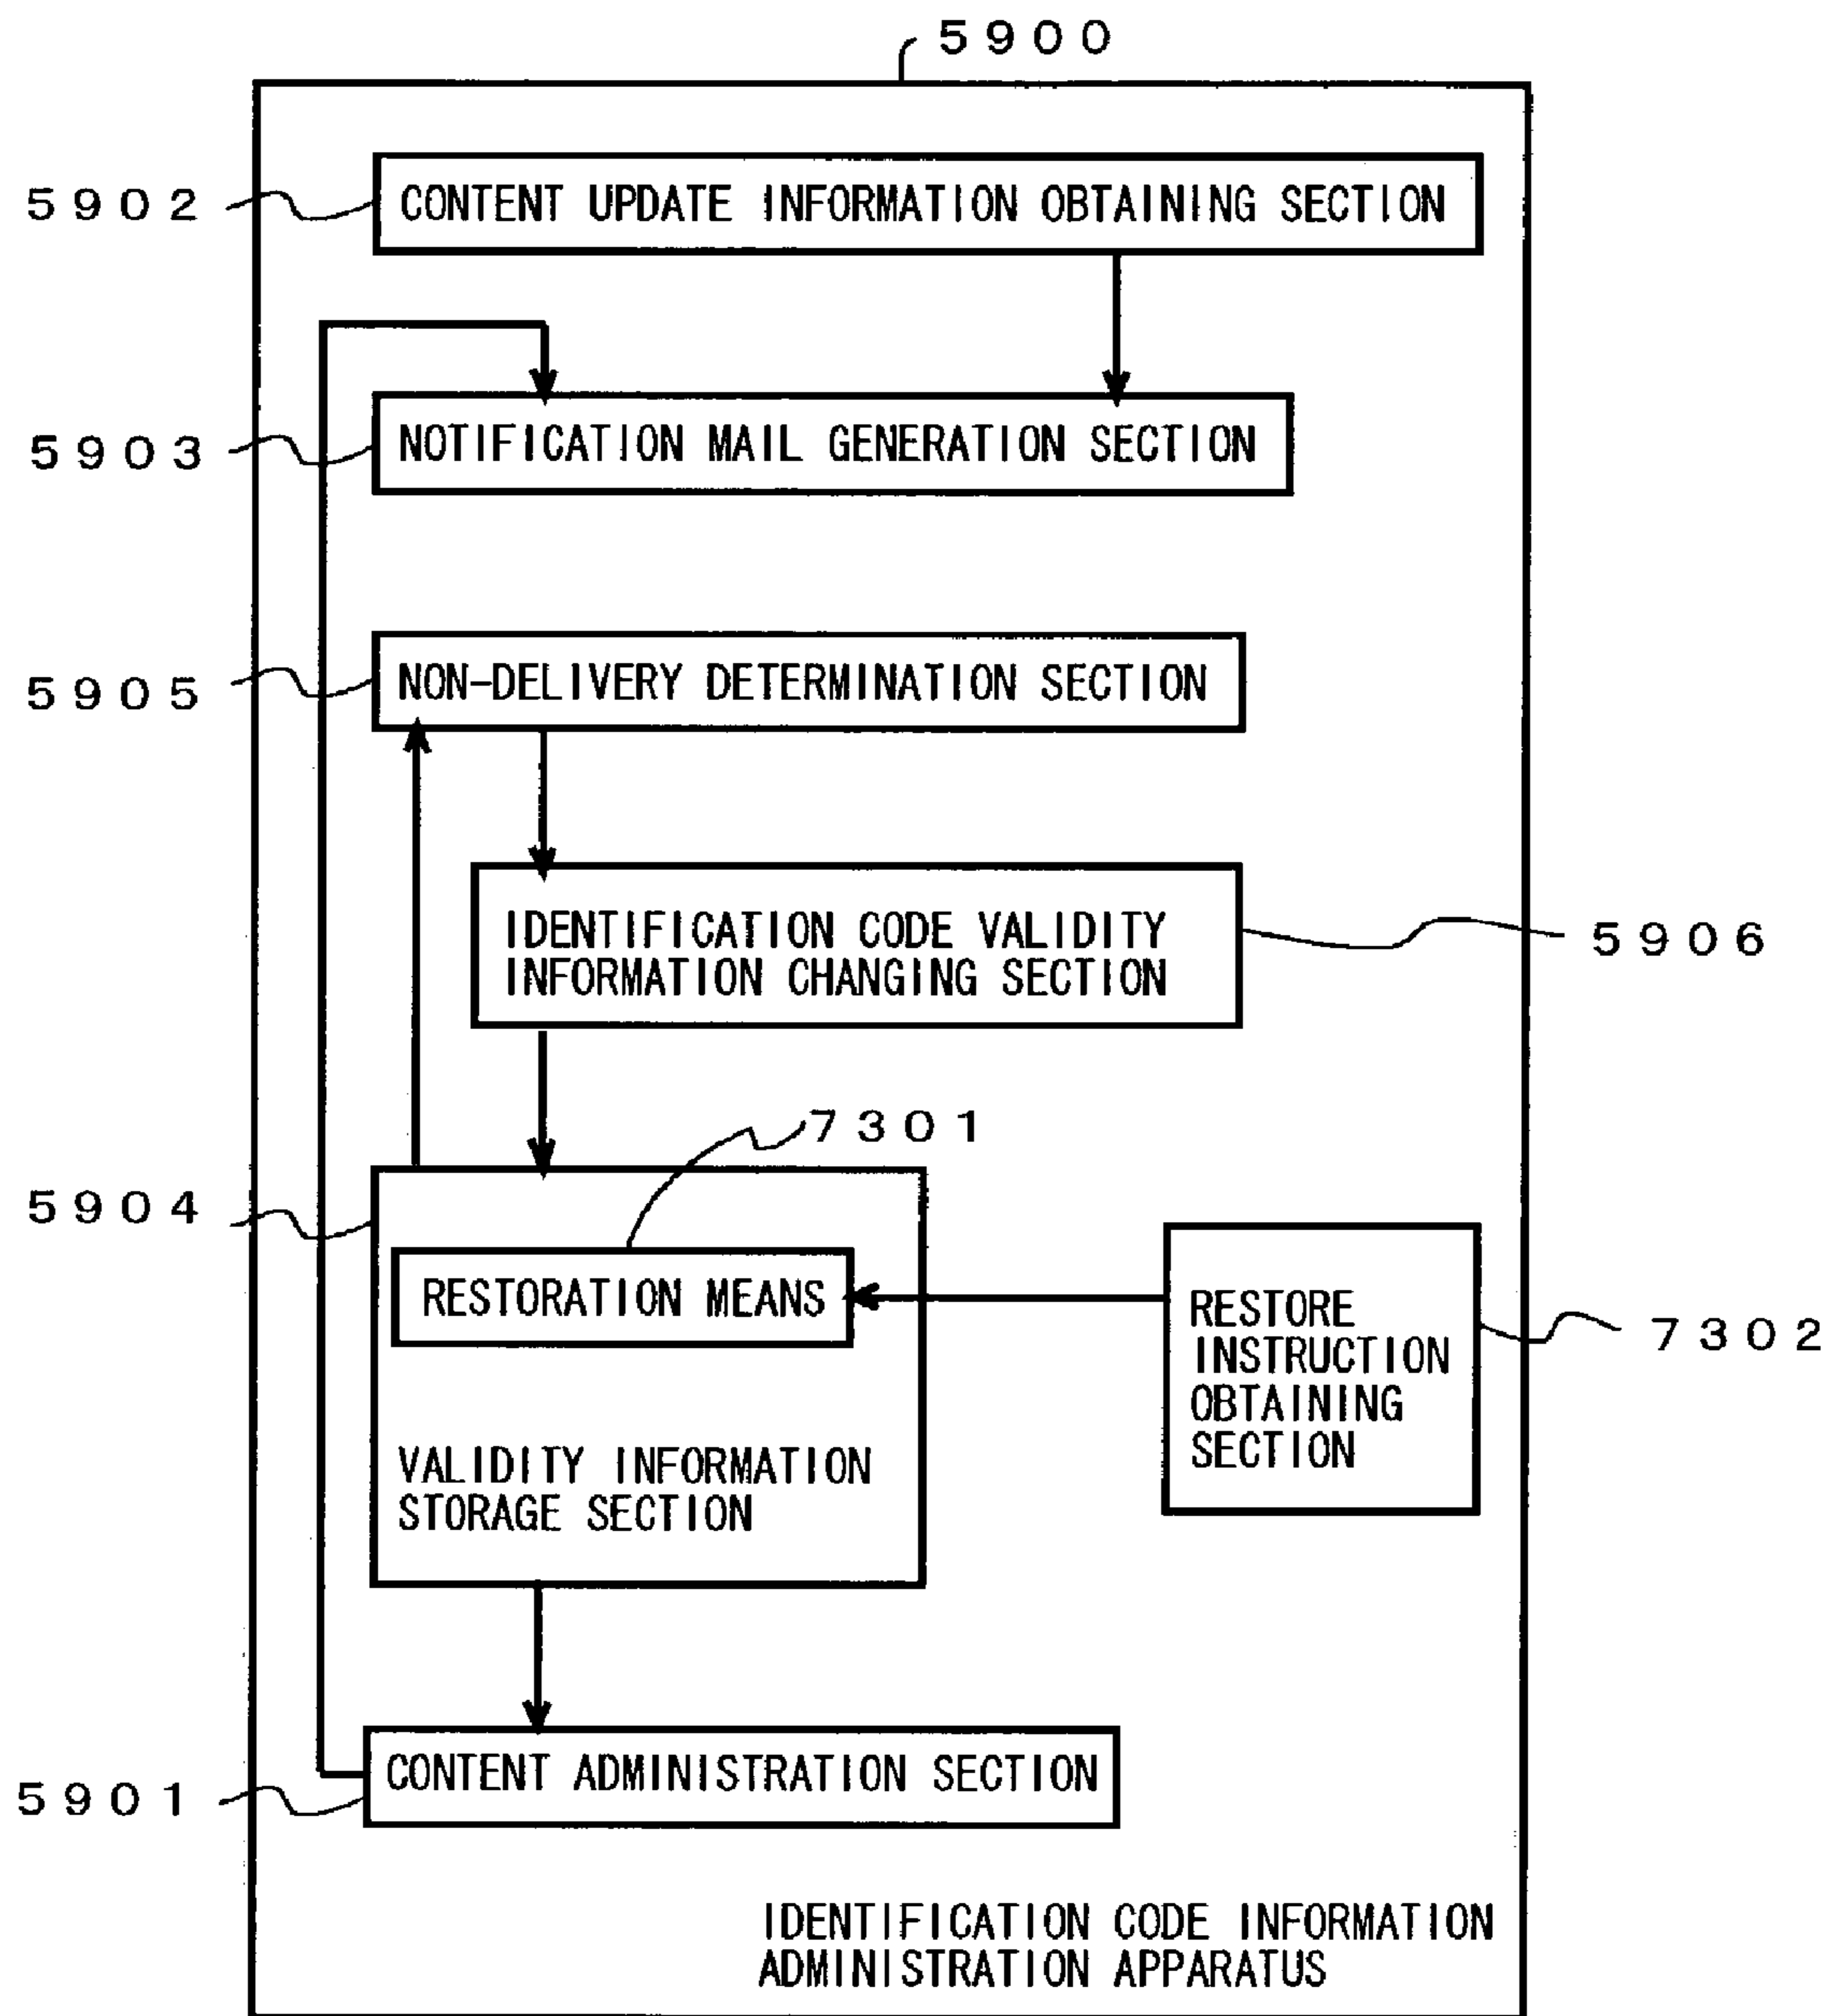 5900
5902
CONTENT UPDATE INFORMATION OBTAINING SECTION
5903
NOTIFICATION MAIL GENERATION SECTION
5905
NON-DELIVERY DETERMINATION SECTION
IDENTIFICATION CODE VALIDITY
INFORMATION CHANGING SECTION
5906
7301
5904
RESTORATION MEANS
RESTORE
INSTRUCTION
OBTAINING
SECTION
7302
VALIDITY INFORMATION
STORAGE SECTION
5901
CONTENT ADMINISTRATION SECTION
IDENTIFICATION CODE INFORMATION
ADMINISTRATION APPARATUS